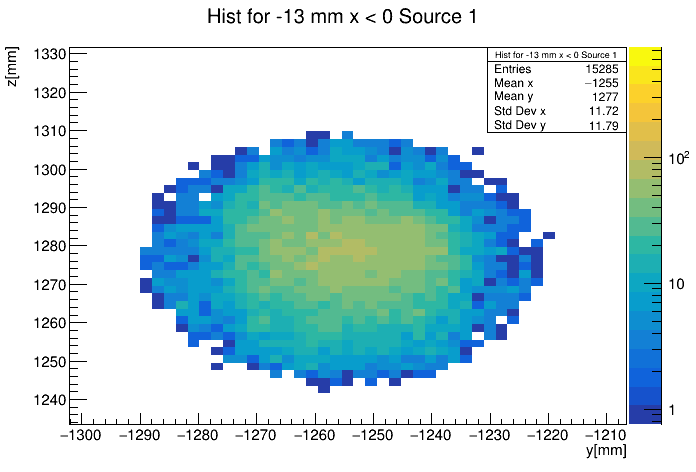 Hist for -13 mm x < 0 Source 1
z[mm]
1330
1320
1310
1300
1290
1280
1270
1260
1250
1240
Hist for -13 mm x < 0 Source 1
Entries 15285
Mean x −1255
Mean y 1277
Std Dev x 11.72
Std Dev y 11.79
10²
10
1
−1300 −1290 −1280 −1270 −1260 −1250 −1240 −1230 −1220 −1210
y[mm]